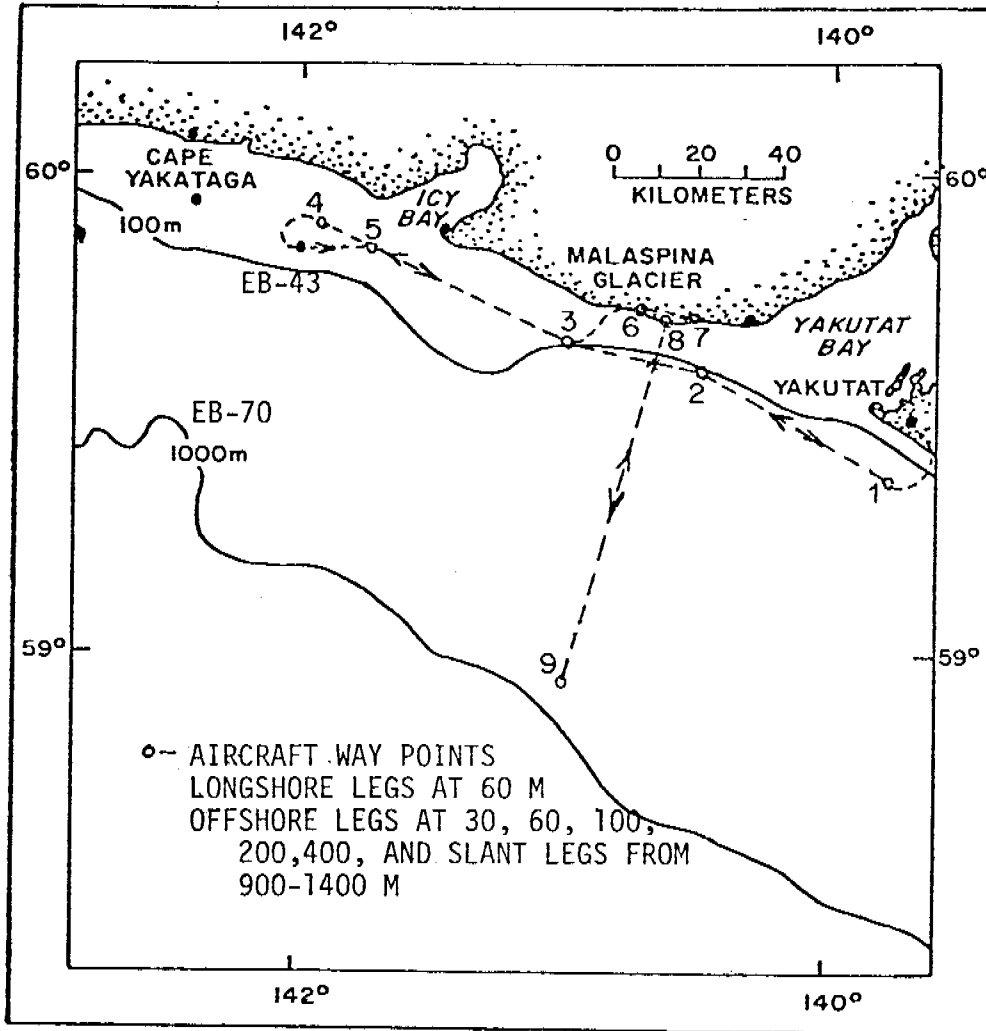 142°
140°
60°
60°
CAPE
YAKATAGA
ICY
BAY
0 20 40
KILOMETERS
100m
4
5
EB-43
MALASPINA
GLACIER
3
6
8
7
YAKUTAT
BAY
2
YAKUTAT
EB-70
1000m
1
59°
59°
9
o- AIRCRAFT WAY POINTS
LONGSHORE LEGS AT 60 M
OFFSHORE LEGS AT 30, 60, 100,
200,400, AND SLANT LEGS FROM
900-1400 M
142°
140°